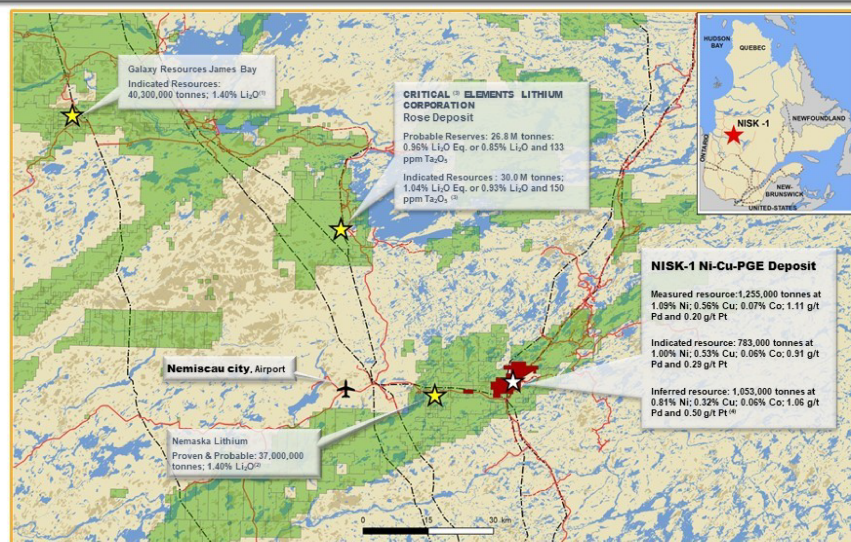 Galaxy Resources James Bay
Indicated Resources:
40,300,000 tonnes; 1.40% Li₂O⁽¹⁾
CRITICAL ⁽³⁾ ELEMENTS LITHIUM
CORPORATION
Rose Deposit
Probable Reserves: 26.8 M tonnes:
0.96% Li₂O Eq. or 0.85% Li₂O and 133
ppm Ta₂O₅
Indicated Resources : 30.0 M tonnes;
1.04% Li₂O Eq. or 0.93% Li₂O and 150
ppm Ta₂O₅ ⁽³⁾
HUDSON
BAY
QUEBEC
NEWFOUNDLAND
NISK -1
ONTARIO
NEW-
BRUNSWICK
UNITED-STATES
NISK-1 Ni-Cu-PGE Deposit
Measured resource:1,255,000 tonnes at
1.09% Ni; 0.56% Cu; 0.07% Co; 1.11 g/t
Pd and 0.20 g/t Pt
Indicated resource: 783,000 tonnes at
1.00% Ni; 0.53% Cu; 0.06% Co; 0.91 g/t
Pd and 0.29 g/t Pt
Inferred resource: 1,053,000 tonnes at
0.81% Ni; 0.32% Cu; 0.06% Co; 1.06 g/t
Pd and 0.50 g/t Pt ⁽⁴⁾
Nemiscau city, Airport
Nemaska Lithium
Proven & Probable: 37,000,000
tonnes; 1.40% Li₂O⁽²⁾
0 15 30 km